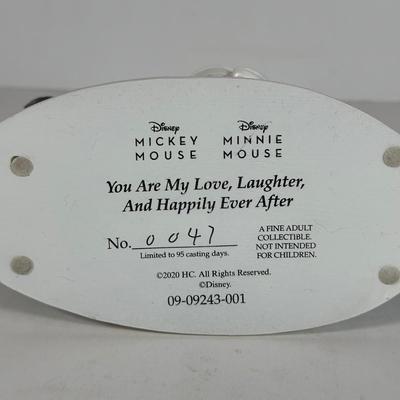 Disney Disney
MICKEY MINNIE
MOUSE MOUSE
You Are My Love, Laughter,
And Happily Ever After
No. 0047
Limited to 95 casting days.
A FINE ADULT
COLLECTIBLE.
NOT INTENDED
FOR CHILDREN.
©2020 HC. All Rights Reserved.
©Disney.
09-09243-001